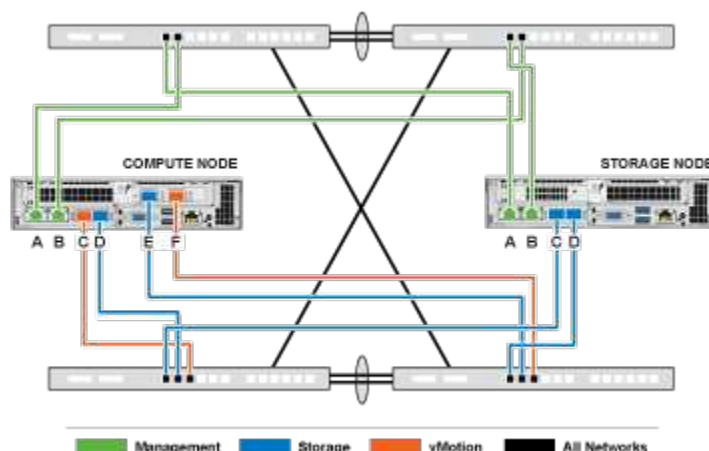 COMPUTE NODE
STORAGE NODE
A B C D E F
A B C D
Management Storage vMotion All Networks